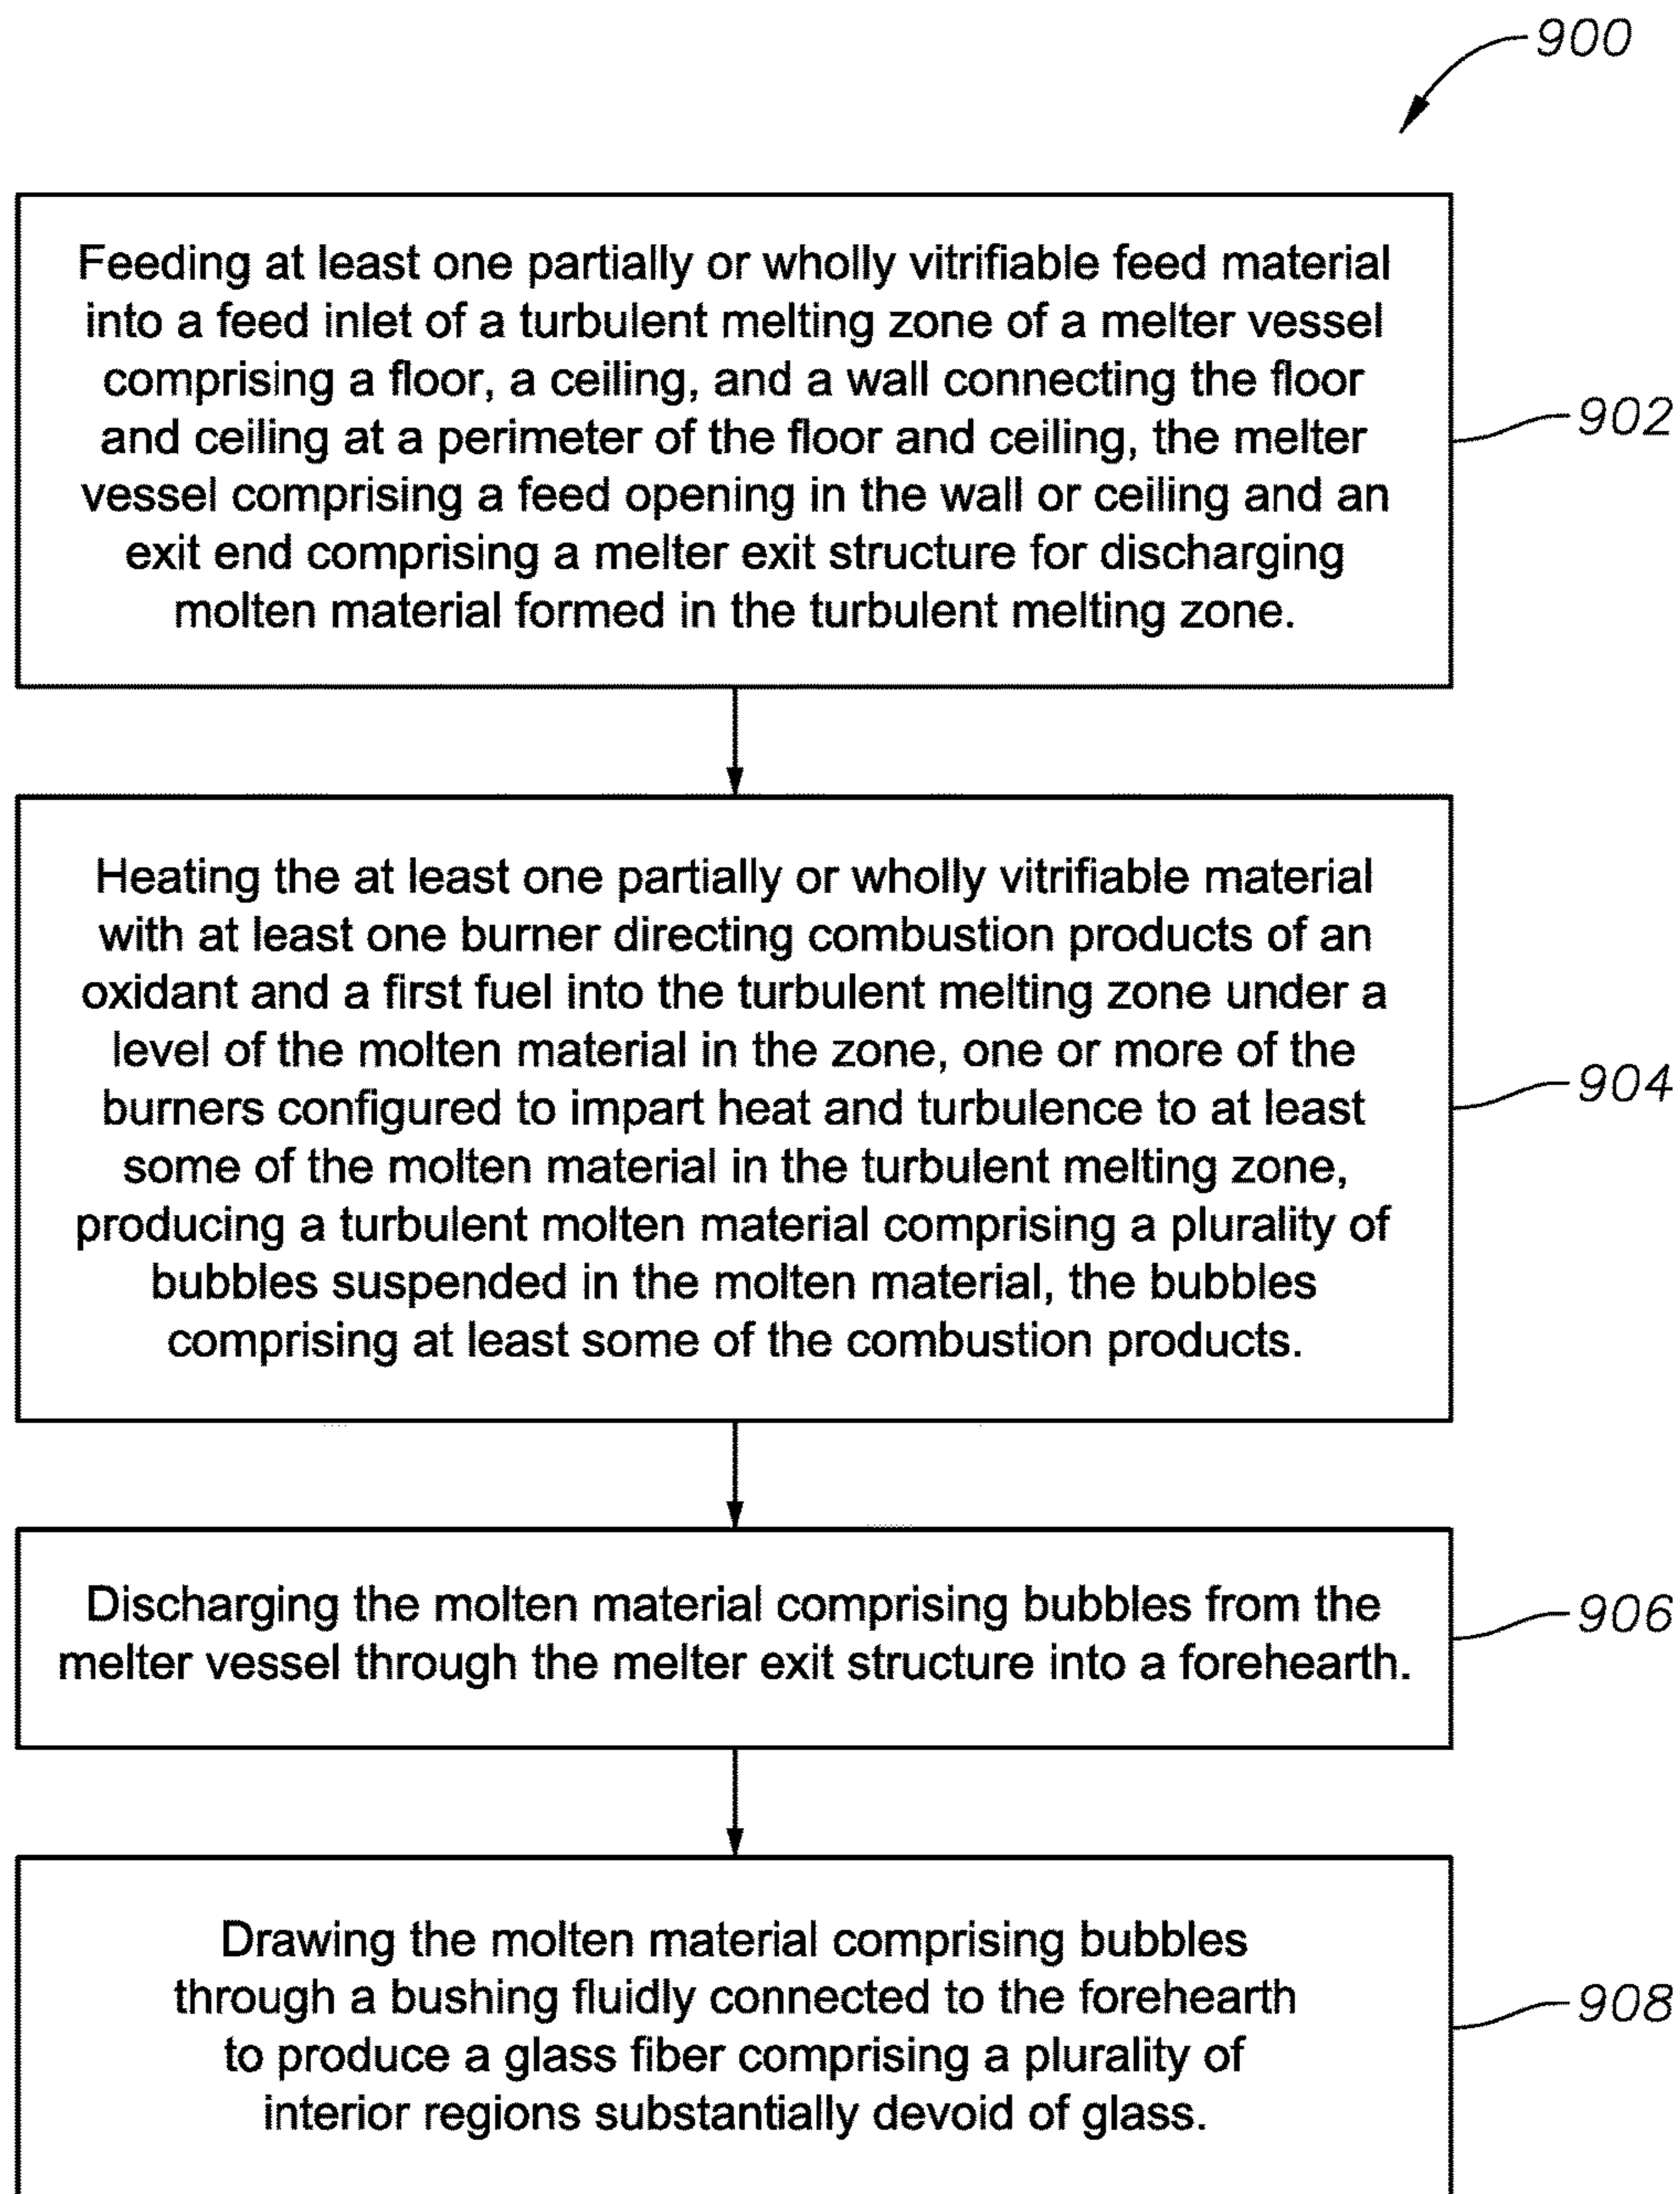 900
Feeding at least one partially or wholly vitrifiable feed material
into a feed inlet of a turbulent melting zone of a melter vessel
comprising a floor, a ceiling, and a wall connecting the floor
and ceiling at a perimeter of the floor and ceiling, the melter
vessel comprising a feed opening in the wall or ceiling and an
exit end comprising a melter exit structure for discharging
molten material formed in the turbulent melting zone.
902
Heating the at least one partially or wholly vitrifiable material
with at least one burner directing combustion products of an
oxidant and a first fuel into the turbulent melting zone under a
level of the molten material in the zone, one or more of the
burners configured to impart heat and turbulence to at least
some of the molten material in the turbulent melting zone,
producing a turbulent molten material comprising a plurality of
bubbles suspended in the molten material, the bubbles
comprising at least some of the combustion products.
904
Discharging the molten material comprising bubbles from the
melter vessel through the melter exit structure into a forehearth.
906
Drawing the molten material comprising bubbles
through a bushing fluidly connected to the forehearth
to produce a glass fiber comprising a plurality of
interior regions substantially devoid of glass.
908